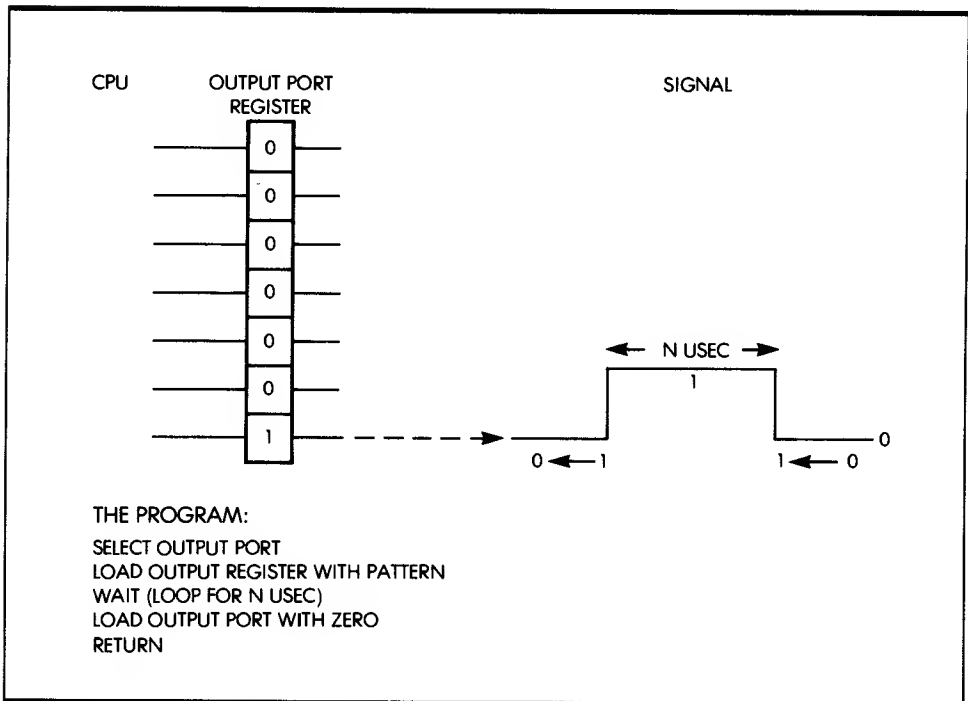 CPU
OUTPUT PORT
REGISTER
SIGNAL
0
0
0
0
0
0
1
N USEC
1
0
0 1
1 0
THE PROGRAM:
SELECT OUTPUT PORT
LOAD OUTPUT REGISTER WITH PATTERN
WAIT (LOOP FOR N USEC)
LOAD OUTPUT PORT WITH ZERO
RETURN